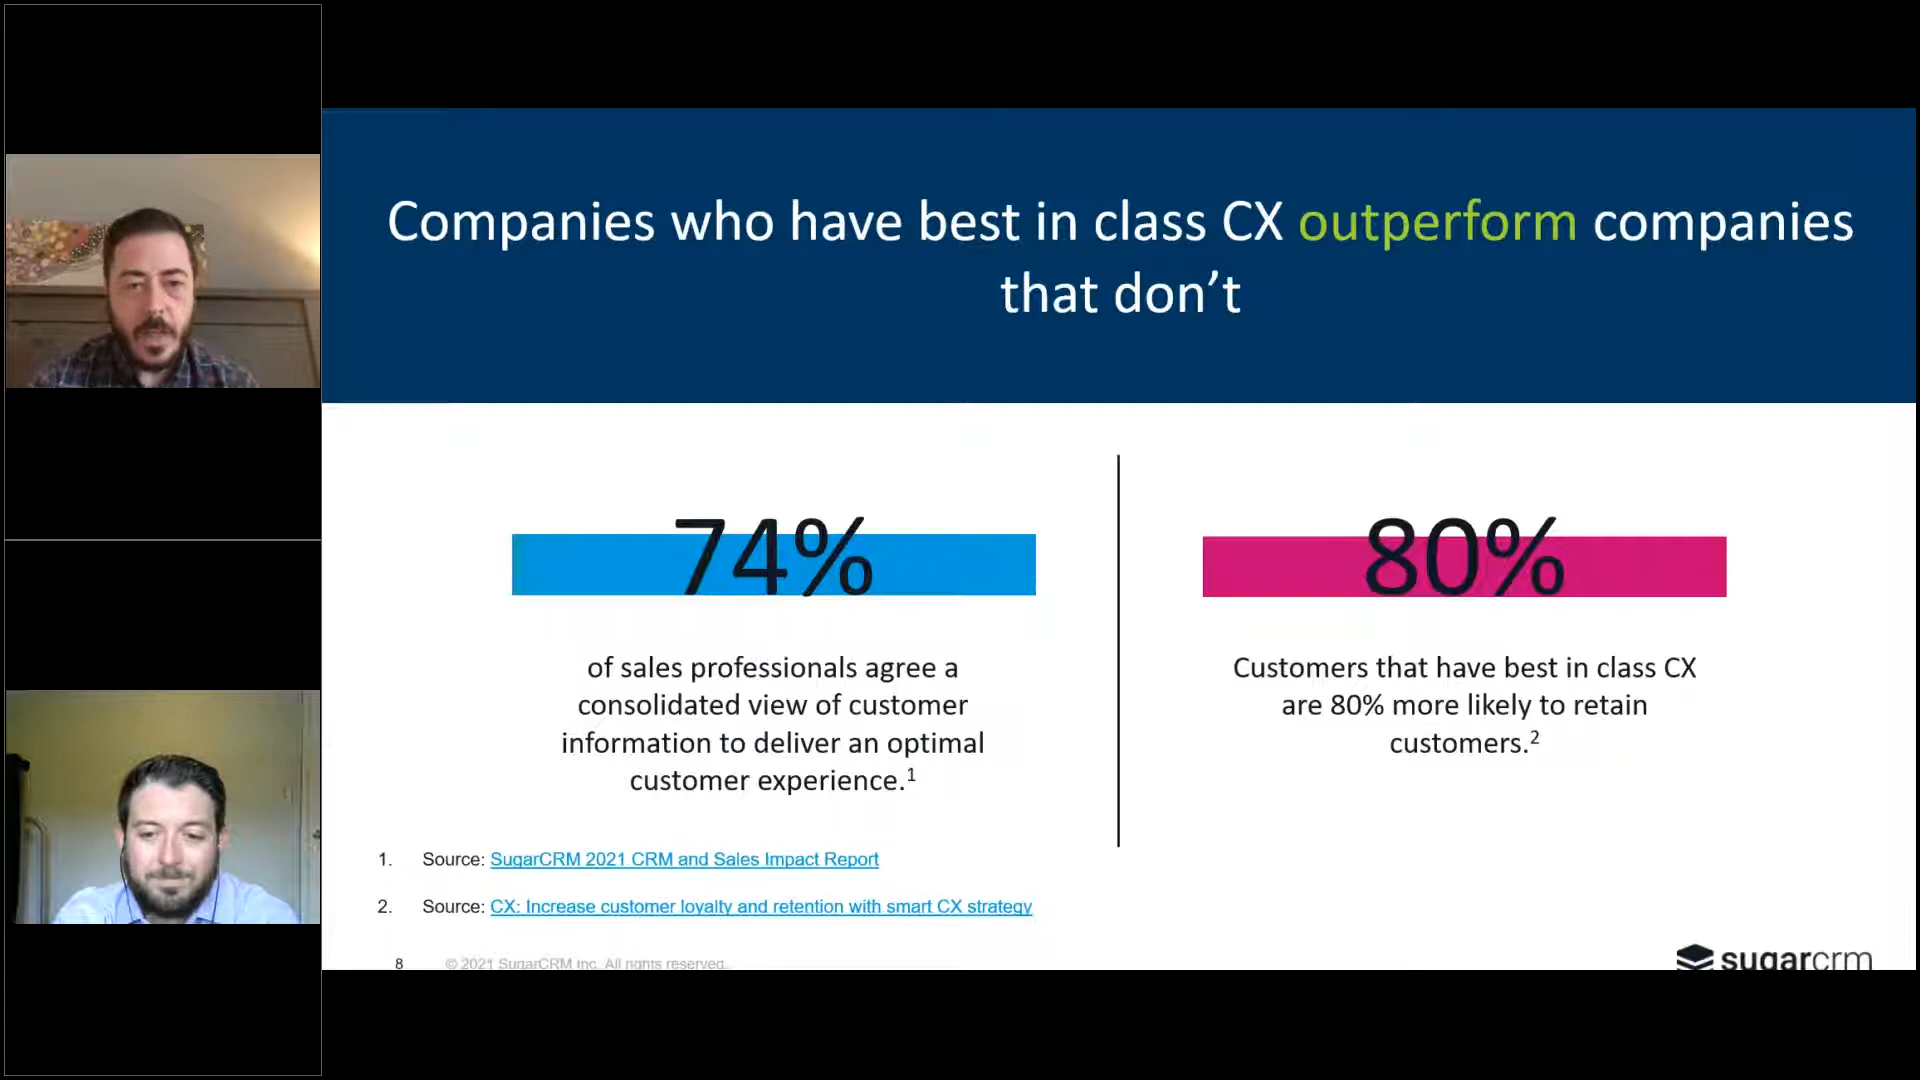 Companies who have best in class CX outperform companies
that don’t
74%
of sales professionals agree a
consolidated view of customer
information to deliver an optimal
customer experience.¹
80%
Customers that have best in class CX
are 80% more likely to retain
customers.²
1. Source: SugarCRM 2021 CRM and Sales Impact Report
2. Source: CX: Increase customer loyalty and retention with smart CX strategy
8 © 2021 SugarCRM Inc. All rights reserved.
sugarcrm